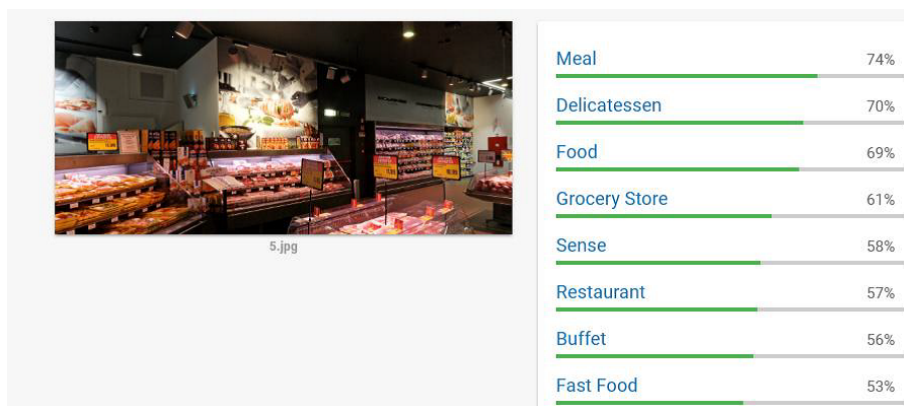 5.jpg
Meal 74%
Delicatessen 70%
Food 69%
Grocery Store 61%
Sense 58%
Restaurant 57%
Buffet 56%
Fast Food 53%